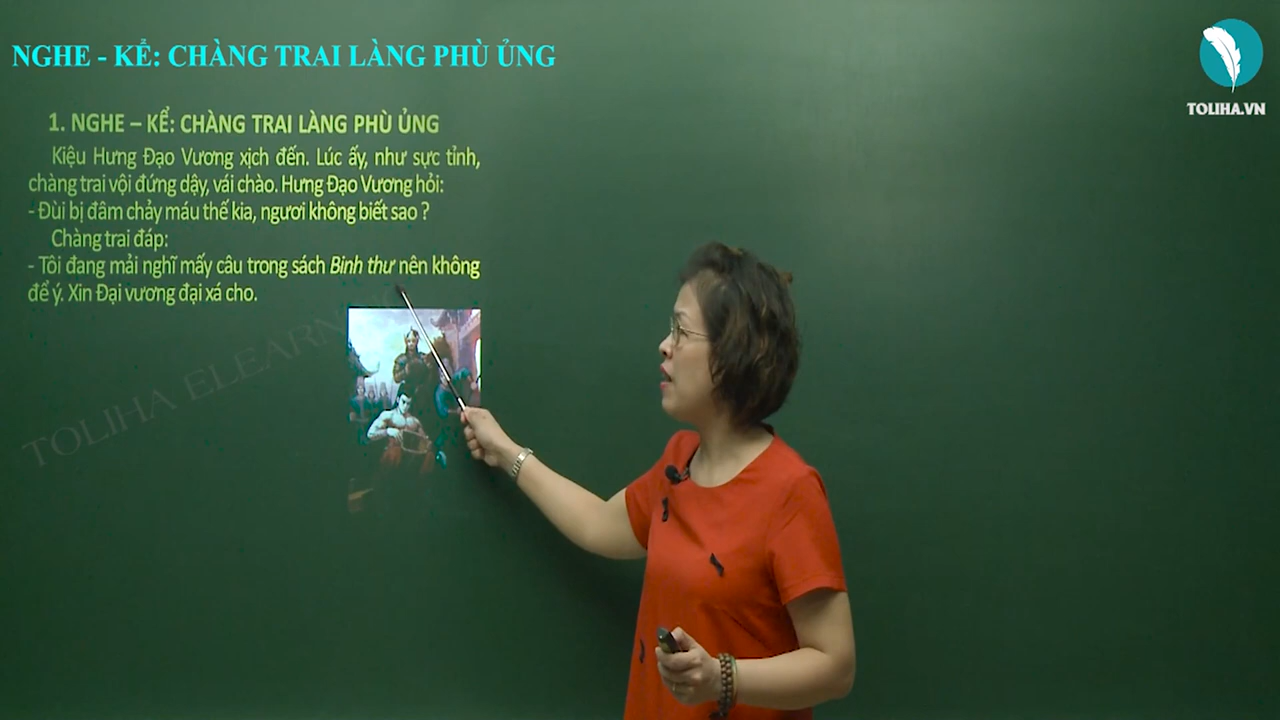 NGHE - KỂ: CHÀNG TRAI LÀNG PHÙ ỦNG
TOLIHA.VN
1. NGHE – KỂ: CHÀNG TRAI LÀNG PHÙ ỦNG
Kiệu Hưng Đạo Vương xịch đến. Lúc ấy, như sực tỉnh,
chàng trai vội đứng dậy, vái chào. Hưng Đạo Vương hỏi:
- Đùi bị đâm chảy máu thế kia, ngươi không biết sao ?
Chàng trai đáp:
- Tôi đang mải nghĩ mấy câu trong sách Binh thư nên không
để ý. Xin Đại vương đại xá cho.
TOLIHA ELEARN